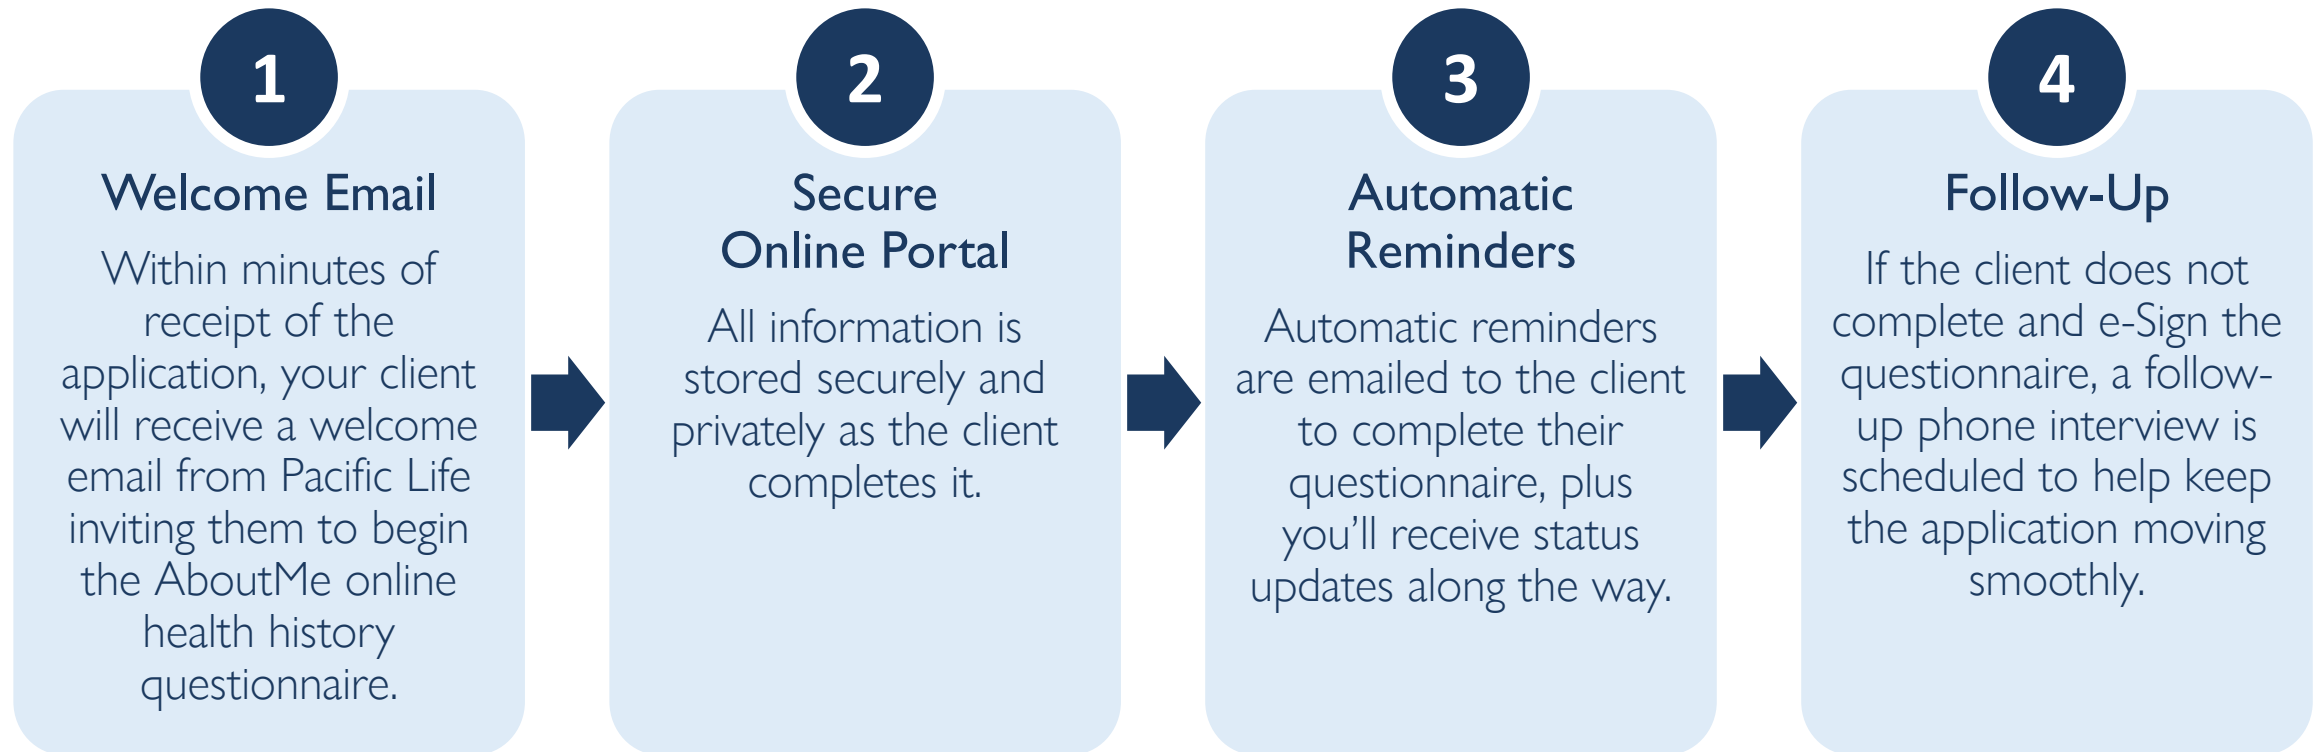 1
Welcome Email
Within minutes of
receipt of the
application, your client
will receive a welcome
email from Pacific Life
inviting them to begin
the AboutMe online
health history
questionnaire.
2
Secure
Online Portal
All information is
stored securely and
privately as the client
completes it.
3
Automatic
Reminders
Automatic reminders
are emailed to the client
to complete their
questionnaire, plus
you’ll receive status
updates along the way.
4
Follow-Up
If the client does not
complete and e-Sign the
questionnaire, a follow-
up phone interview is
scheduled to help keep
the application moving
smoothly.